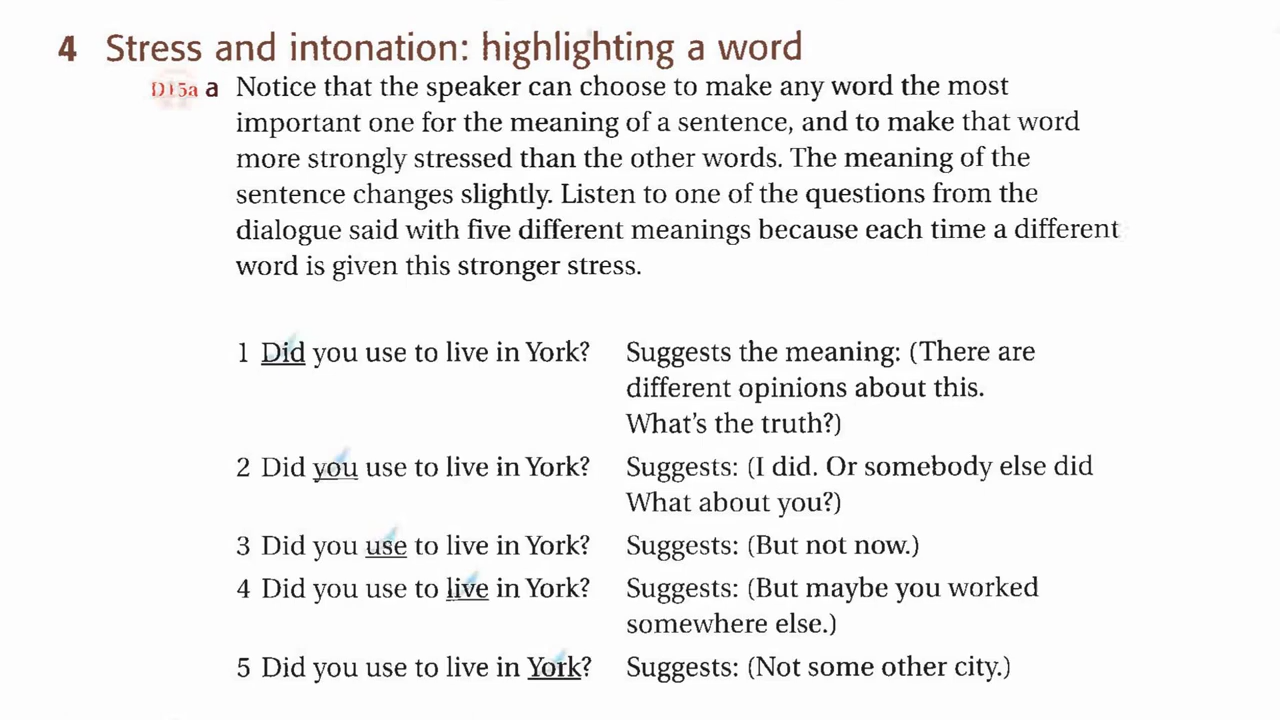 4 Stress and intonation: highlighting a word
D15a a Notice that the speaker can choose to make any word the most
important one for the meaning of a sentence, and to make that word
more strongly stressed than the other words. The meaning of the
sentence changes slightly. Listen to one of the questions from the
dialogue said with five different meanings because each time a different
word is given this stronger stress.
1 Did you use to live in York? Suggests the meaning: (There are
different opinions about this.
What's the truth?)
2 Did you use to live in York? Suggests: (I did. Or somebody else did
What about you?)
3 Did you use to live in York? Suggests: (But not now.)
4 Did you use to live in York? Suggests: (But maybe you worked
somewhere else.)
5 Did you use to live in York? Suggests: (Not some other city.)